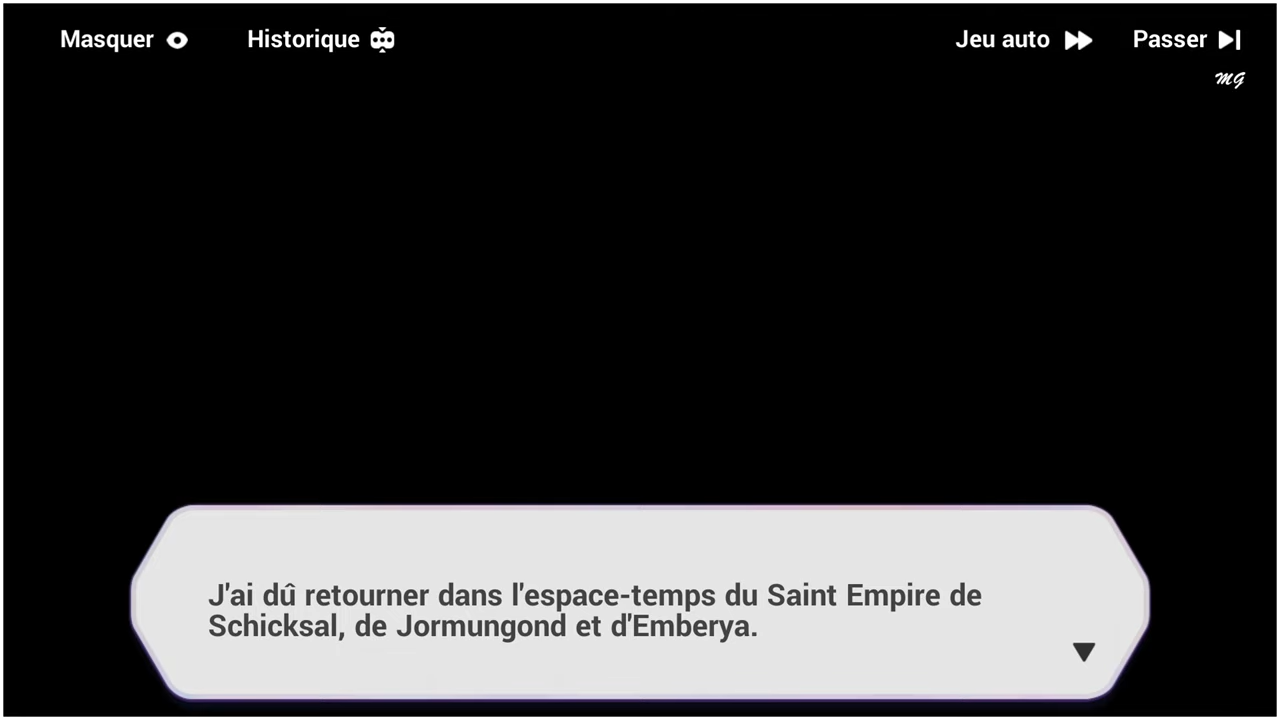 Masquer
Historique
Jeu auto
Passer
MG
J'ai dû retourner dans l'espace-temps du Saint Empire de
Schicksal, de Jormungond et d'Emberya.